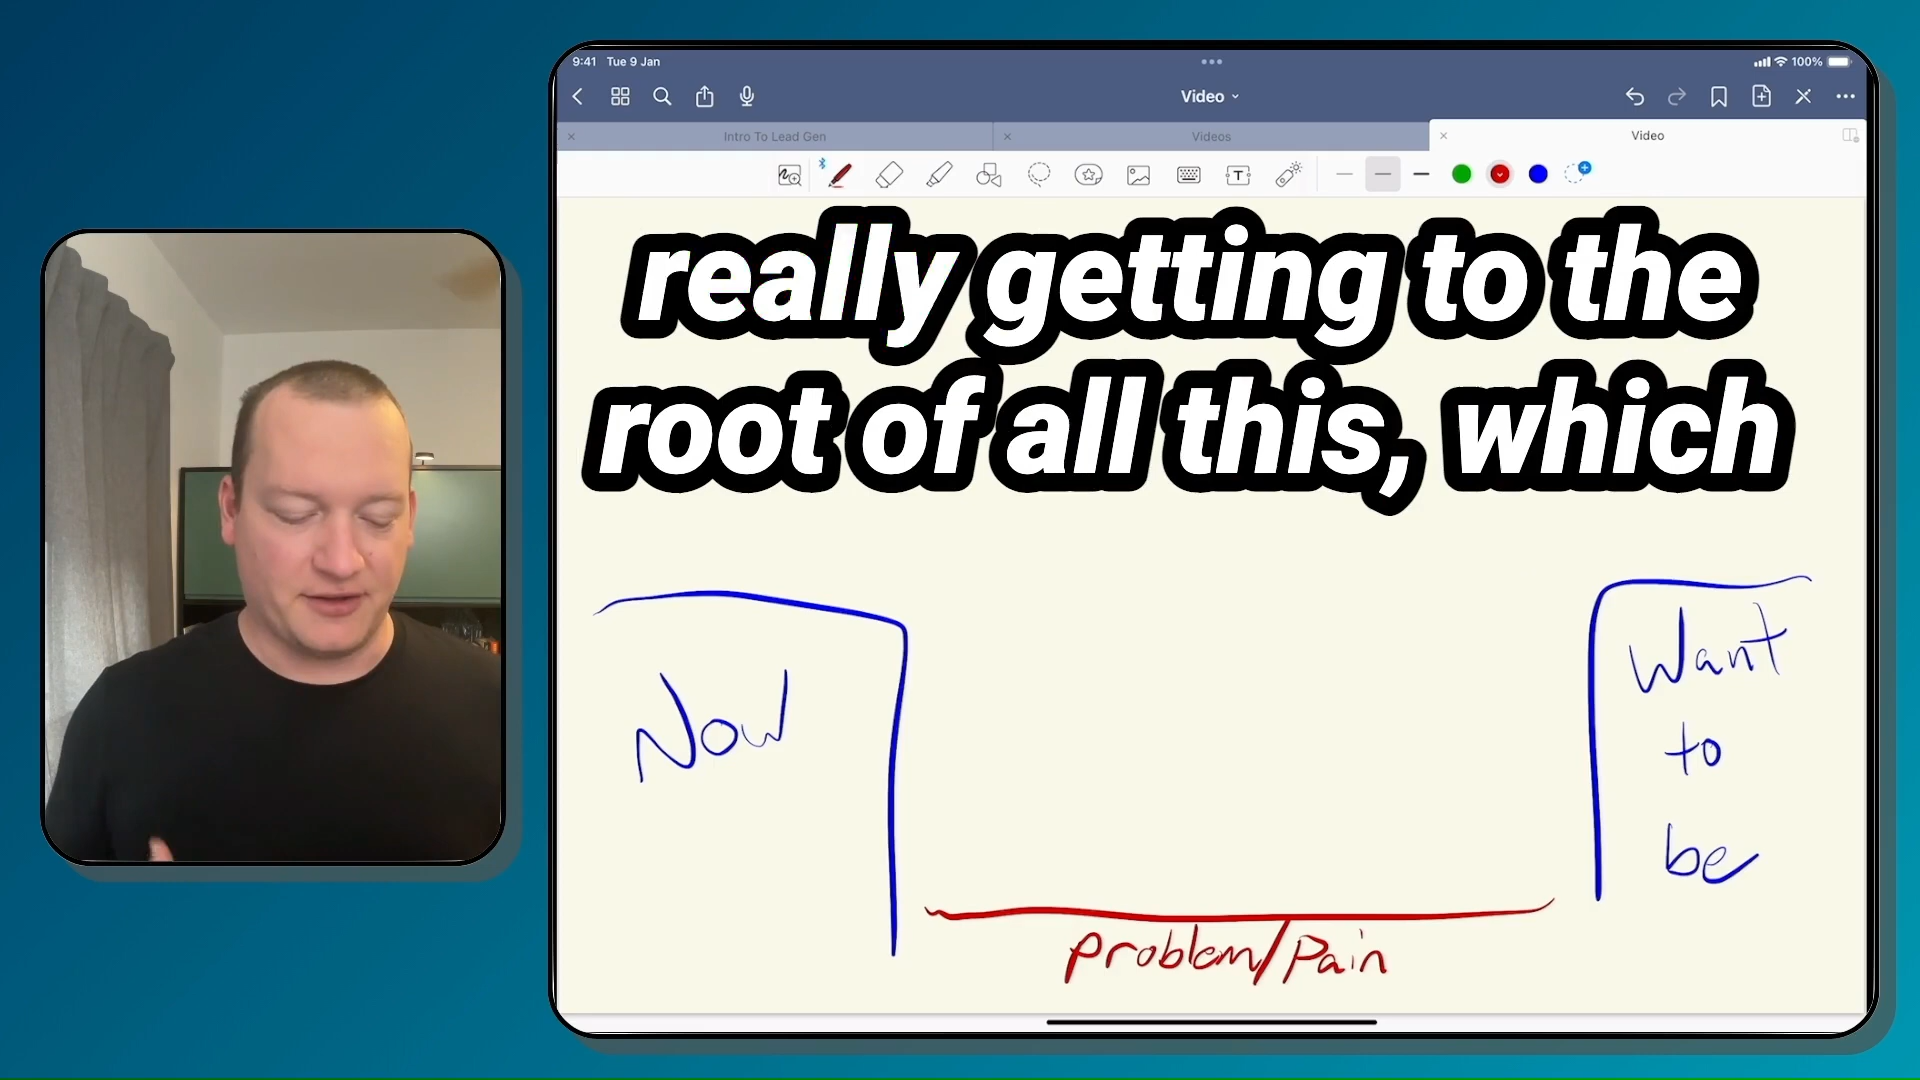 9:41 Tue 9 Jan
100%
Video
Intro To Lead Gen
Videos
Video
T
really getting to the
root of all this, which
Now
Want
to
be
Problem/Pain